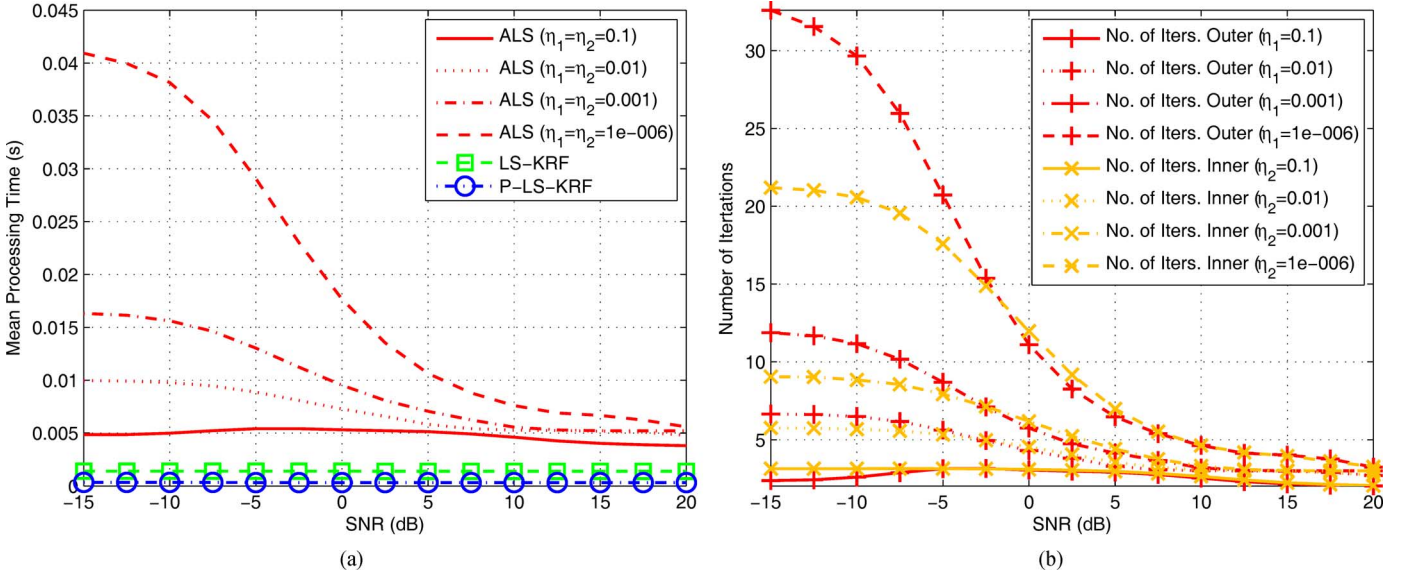 0.045
0.04
0.035
0.03
0.025
0.02
0.015
0.01
0.005
0
Mean Processing Time (s)
ALS (η1=η2=0.1)
ALS (η1=η2=0.01)
ALS (η1=η2=0.001)
ALS (η1=η2=1e−006)
LS−KRF
P−LS−KRF
−15 −10 −5 0 5 10 15 20
SNR (dB)
(a)
30
25
20
15
10
5
Number of Itertations
No. of Iters. Outer (η1=0.1)
No. of Iters. Outer (η1=0.01)
No. of Iters. Outer (η1=0.001)
No. of Iters. Outer (η1=1e−006)
No. of Iters. Inner (η2=0.1)
No. of Iters. Inner (η2=0.01)
No. of Iters. Inner (η2=0.001)
No. of Iters. Inner (η2=1e−006)
−15 −10 −5 0 5 10 15 20
SNR (dB)
(b)